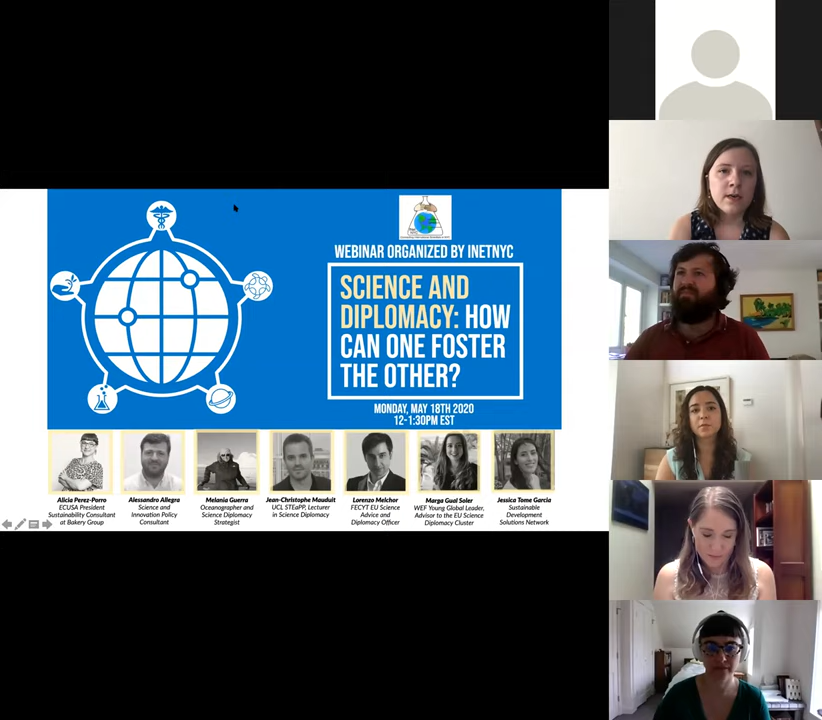 WEBINAR ORGANIZED BY INETNYC
SCIENCE AND
DIPLOMACY: HOW
CAN ONE FOSTER
THE OTHER?
MONDAY, MAY 18TH 2020
12-1:30PM EST
Alicia Perez-Porro
ECUSA President
Sustainability Consultant
at Bakery Group
Alessandro Allegra
Science and
Innovation Policy
Consultant
Melania Guerra
Oceanographer and
Science Diplomacy
Strategist
Jean-Christophe Mauduit
UCL STEaPP, Lecturer
in Science Diplomacy
Lorenzo Melchor
FECYT EU Science
Advice and
Diplomacy Officer
Marga Gual Soler
WEF Young Global Leader,
Advisor to the EU Science
Diplomacy Cluster
Jessica Tome Garcia
Sustainable
Development
Solutions Network